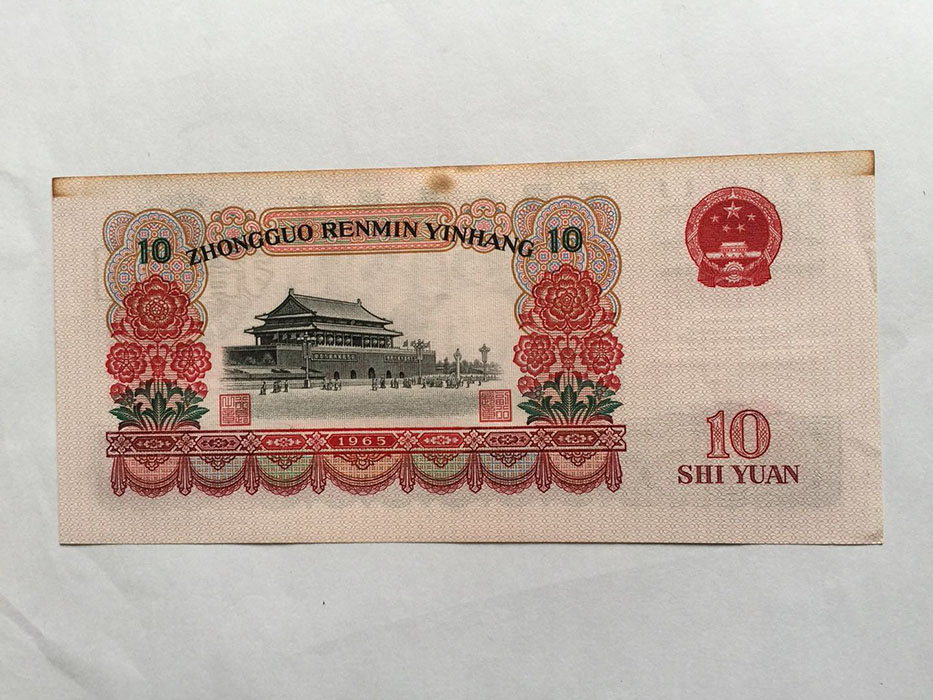 10 ZHONGGUO RENMIN YINHANG 10
1965
10
SHI YUAN